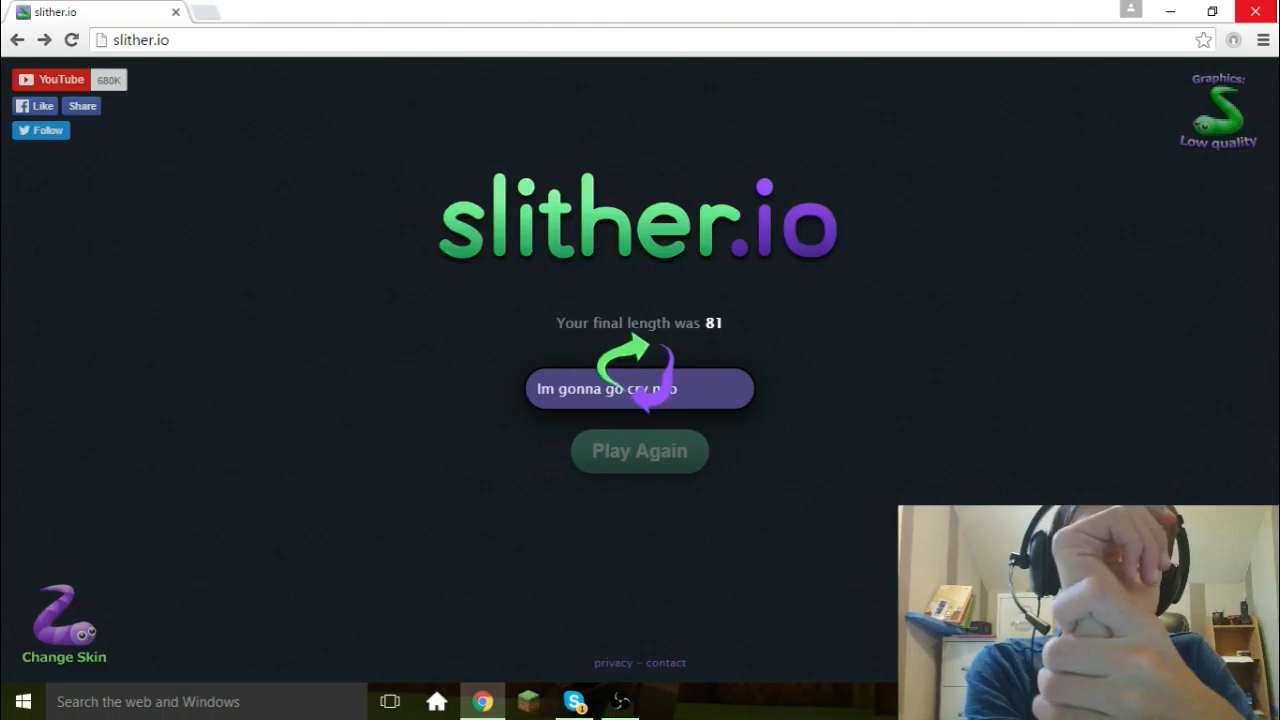 slither.io
slither.io
YouTube 680K
Like Share
Follow
Graphics:
Low quality
slither.io
Your final length was 81
Im gonna go cry
Play Again
Change Skin
privacy - contact
Search the web and Windows